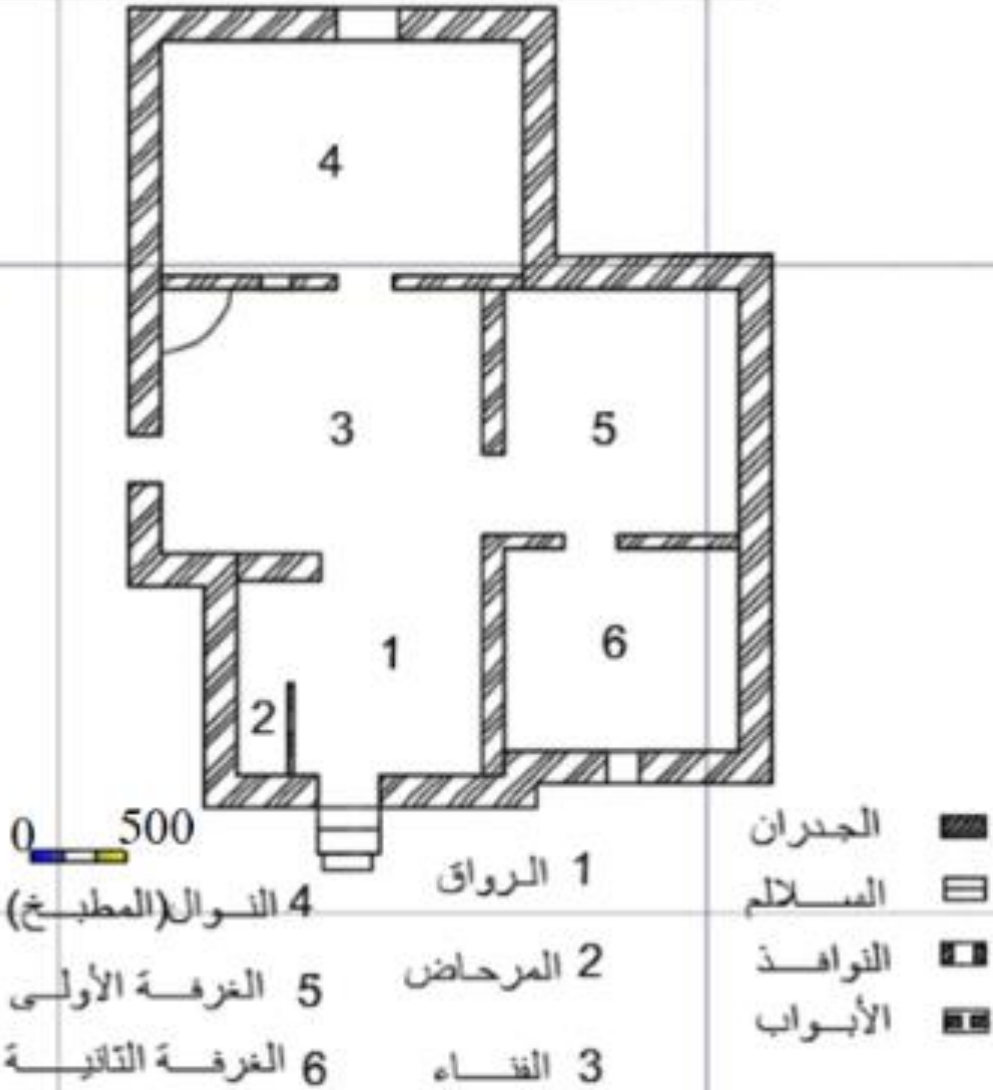 4
3
5
1
6
2
0 500
الجدران
السلالم
النوافذ
الأبواب
1 الرواق
2 المرحاض
3 الفناء
4 النوال(المطبخ)
5 الغرفة الأولى
6 الغرفة الثانية